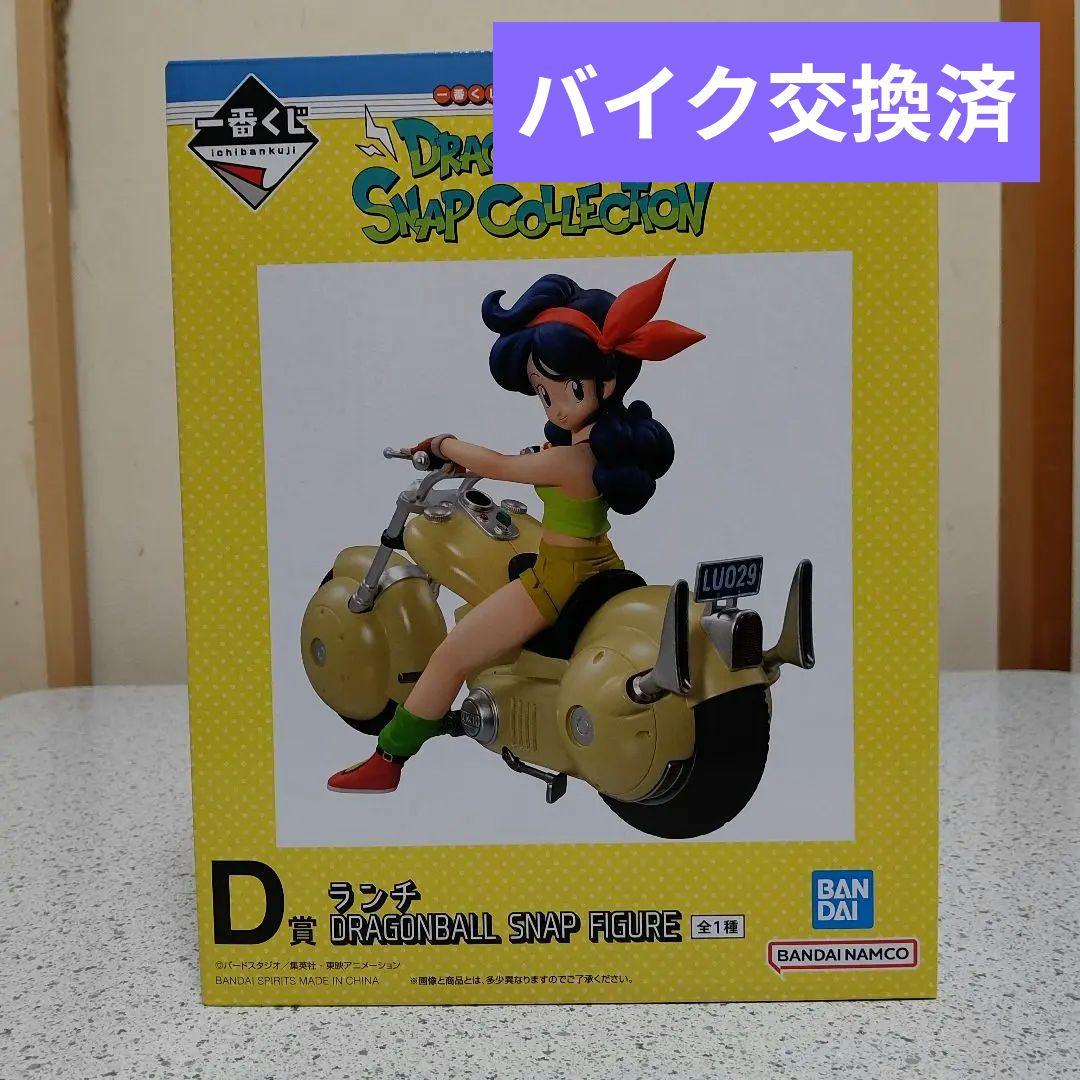 バイク交換済
一番くじ
ichibankuji
一番く
DRAG
SNAP COLLECTION
LU029
D賞
ランチ
DRAGONBALL SNAP FIGURE 全1種
BAN
DAI
BANDAI NAMCO
©バードスタジオ／集英社・東映アニメーション
BANDAI SPIRITS MADE IN CHINA ※画像と商品とは、多少異なりますのでご了承ください。